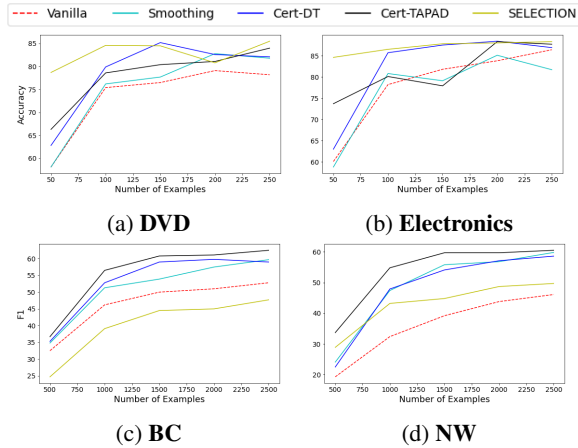 Vanilla Smoothing Cert-DT Cert-TAPAD SELECTION
85
80
75
70
65
60
Accuracy
50 75 100 125 150 175 200 225 250
Number of Examples
(a) DVD
85
80
75
70
65
60
50 75 100 125 150 175 200 225 250
Number of Examples
(b) Electronics
60
55
50
45
40
35
30
25
F1
500 750 1000 1250 1500 1750 2000 2250 2500
Number of Examples
(c) BC
60
50
40
30
20
500 750 1000 1250 1500 1750 2000 2250 2500
Number of Examples
(d) NW